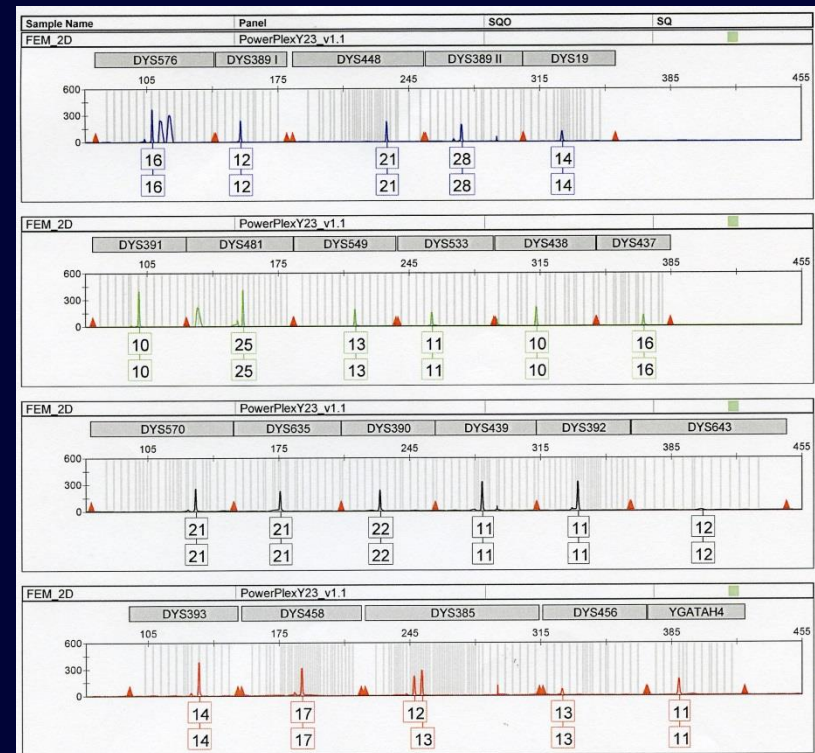 Sample Name Panel SQO SQ
FEM_2D PowerPlexY23_v1.1
DYS576 DYS389 I DYS448 DYS389 II DYS19
105 175 245 315 385 455
600
300
0
16 12 21 28 14
16 12 21 28 14
FEM_2D PowerPlexY23_v1.1
DYS391 DYS481 DYS549 DYS533 DYS438 DYS437
105 175 245 315 385 455
600
300
0
10 25 13 11 10 16
10 25 13 11 10 16
FEM_2D PowerPlexY23_v1.1
DYS570 DYS635 DYS390 DYS439 DYS392 DYS643
105 175 245 315 385 455
600
300
0
21 21 22 11 11 12
21 21 22 11 11 12
FEM_2D PowerPlexY23_v1.1
DYS393 DYS458 DYS385 DYS456 YGATAH4
105 175 245 315 385 455
600
300
0
14 17 12 13 11
14 17 13 13 11